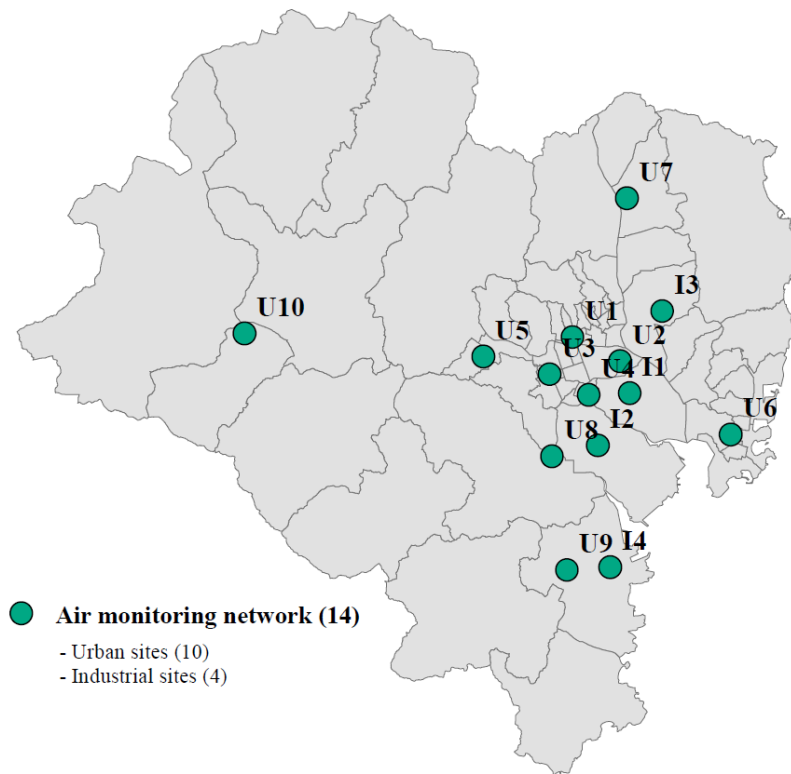 U7
I3
U10
U1
U5
U2
U3
I1
U4
U6
U8
I2
U9
I4
Air monitoring network (14)
- Urban sites (10)
- Industrial sites (4)